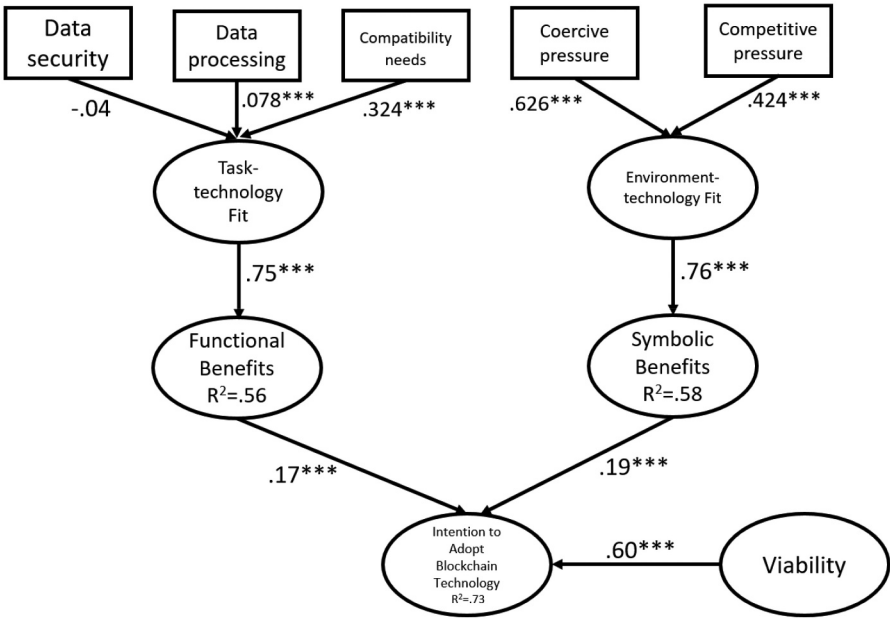 Data
security
Data
processing
Compatibility
needs
Coercive
pressure
Competitive
pressure
-.04
.078***
.324***
.626***
.424***
Task-
technology
Fit
Environment-
technology Fit
.75***
.76***
Functional
Benefits
R²=.56
Symbolic
Benefits
R²=.58
.17***
.19***
Intention to
Adopt
Blockchain
Technology
R²=.73
.60***
Viability